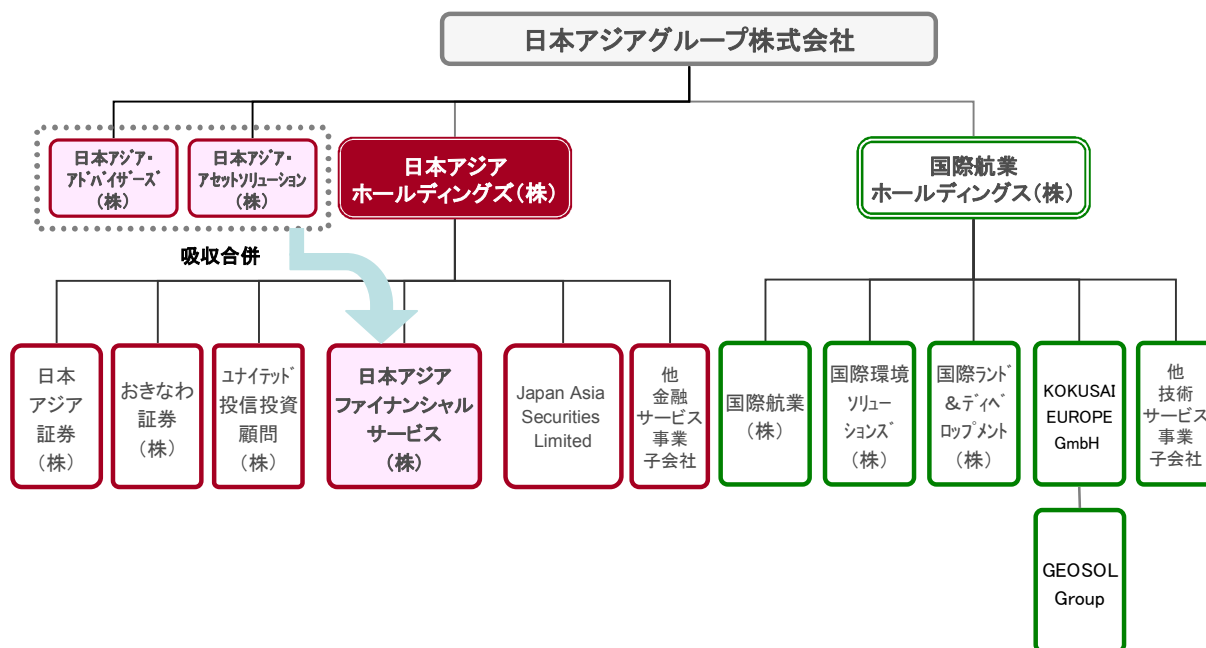 日本アジアグループ株式会社
日本アジア・
アドバイザーズ
(株)
日本アジア・
アセットソリューション
(株)
日本アジア
ホールディングズ(株)
国際航業
ホールディングス(株)
吸収合併
日本
アジア
証券
(株)
おきなわ
証券
(株)
ユナイテッド
投信投資
顧問
(株)
日本アジア
ファイナンシャル
サービス
(株)
Japan Asia
Securities
Limited
他
金融
サービス
事業
子会社
国際航業
(株)
国際環境
ソリュー
ションズ
(株)
国際ランド
&ディベ
ロップメント
(株)
KOKUSAI
EUROPE
GmbH
他
技術
サービス
事業
子会社
GEOSOL
Group